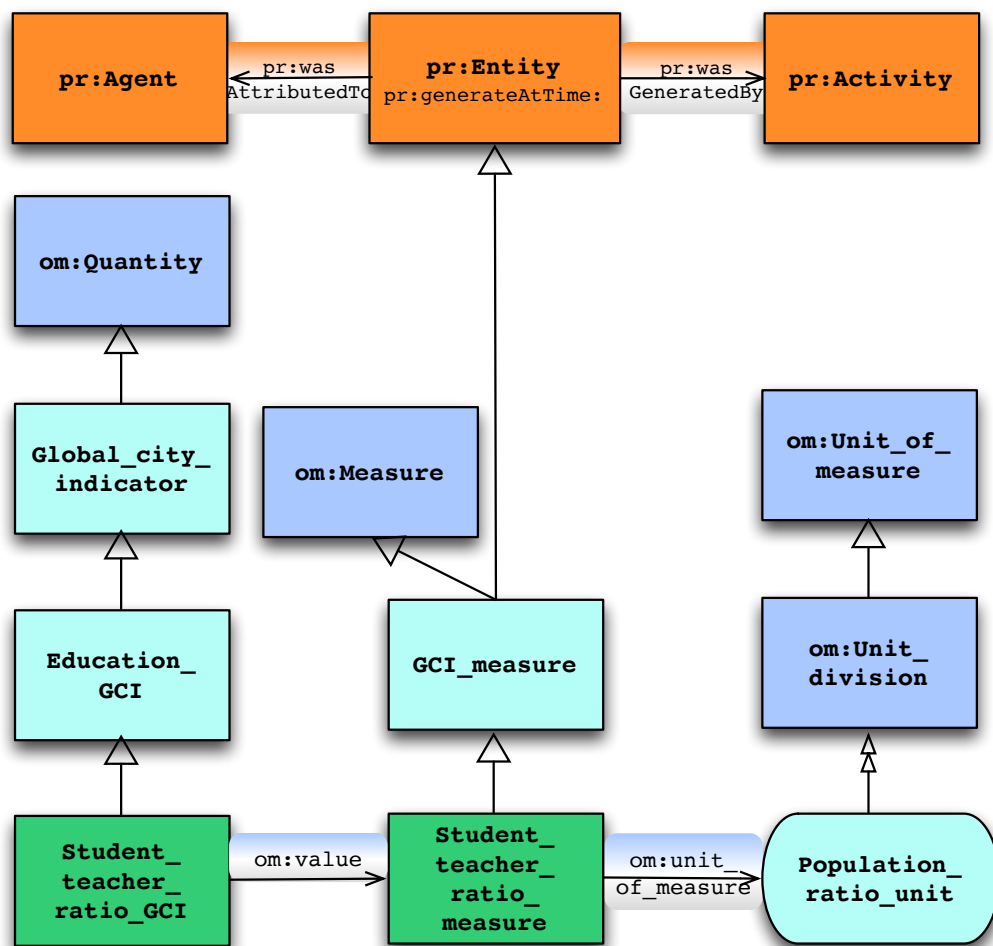 pr:Agent
pr:was
AttributedTo
pr:Entity
pr:generateAtTime:
pr:was
GeneratedBy
pr:Activity
om:Quantity
Global_city_
indicator
om:Measure
om:Unit_of_
measure
Education_
GCI
GCI_measure
om:Unit_
division
Student_
teacher_
ratio_GCI
om:value
Student_
teacher_
ratio_
measure
om:unit_
of_measure
Population_
ratio_unit